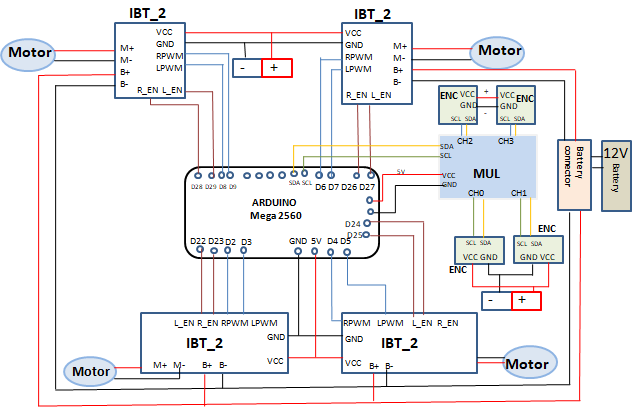 IBT_2
IBT_2
Motor
M+
M-
B+
B-
VCC
GND
RPWM
LPWM
R_EN L_EN
- +
VCC
GND
RPWM
LPWM
R_EN L_EN
M+
M-
B+
B-
Motor
ENC
VCC
GND
SCL SDA
+
-
VCC
GND
ENC
SCL SDA
CH2 CH3
SDA
SCL
MUL
VCC
GND
CH0 CH1
5V
Battery connector
12V
Battery
D28 D29 D8 D9
SDA SCL
D6 D7 D26 D27
ARDUINO
Mega 2560
D24
D25
D22 D23 D2 D3
GND 5V D4 D5
SCL SDA
VCC GND
ENC
SCL SDA
GND VCC
ENC
- +
L_EN R_EN RPWM LPWM
GND
IBT_2
VCC
M+ M- B+ B-
Motor
RPWM LPWM L_EN R_EN
GND
IBT_2
VCC
B+ B-
Motor